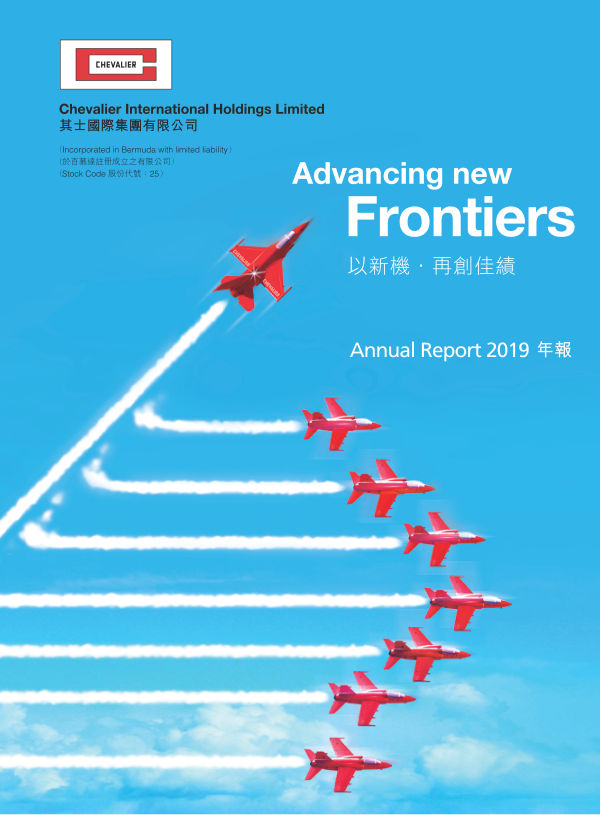 CHEVALIER
Chevalier International Holdings Limited
其士國際集團有限公司
(Incorporated in Bermuda with limited liability)
(於百慕達註冊成立之有限公司)
(Stock Code 股份代號：25)
Advancing new
Frontiers
以新機．再創佳績
CHEVALIER
CHEVALIER
Annual Report 2019 年報